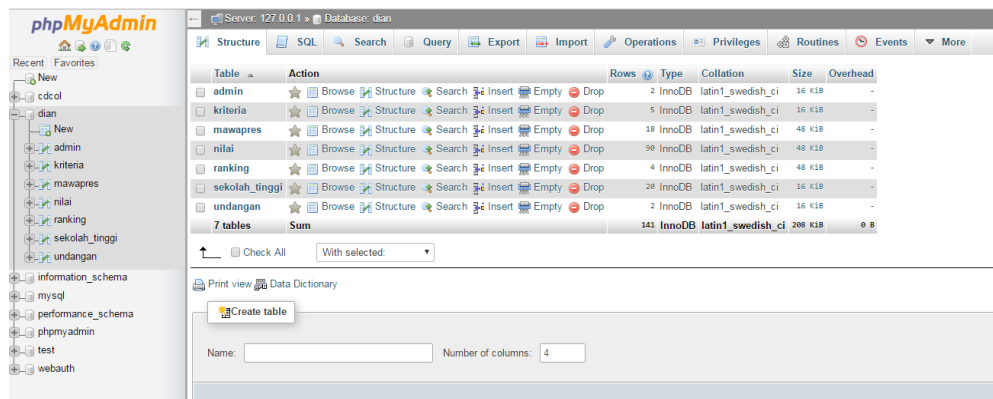 phpMyAdmin
Recent Favorites
New
cdcol
dian
New
admin
kriteria
mawapres
nilai
ranking
sekolah_tinggi
undangan
information_schema
mysql
performance_schema
phpmyadmin
test
webauth
Server: 127.0.0.1 » Database: dian
Structure SQL Search Query Export Import Operations Privileges Routines Events More
Table Action Rows Type Collation Size Overhead
admin Browse Structure Search Insert Empty Drop 2 InnoDB latin1_swedish_ci 16 KiB -
kriteria Browse Structure Search Insert Empty Drop 5 InnoDB latin1_swedish_ci 16 KiB -
mawapres Browse Structure Search Insert Empty Drop 18 InnoDB latin1_swedish_ci 48 KiB -
nilai Browse Structure Search Insert Empty Drop 90 InnoDB latin1_swedish_ci 48 KiB -
ranking Browse Structure Search Insert Empty Drop 4 InnoDB latin1_swedish_ci 48 KiB -
sekolah_tinggi Browse Structure Search Insert Empty Drop 20 InnoDB latin1_swedish_ci 16 KiB -
undangan Browse Structure Search Insert Empty Drop 2 InnoDB latin1_swedish_ci 16 KiB -
7 tables Sum 141 InnoDB latin1_swedish_ci 208 KiB 0 B
Check All With selected:
Print view Data Dictionary
Create table
Name: Number of columns: 4